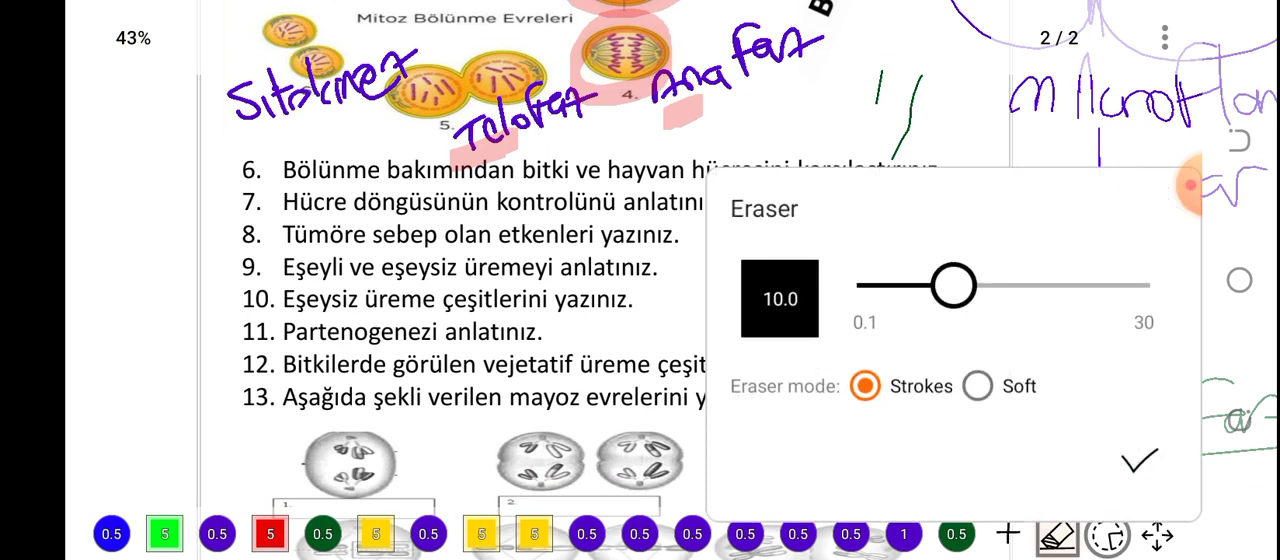 Mitoz Bölünme Evreleri
43%
2 / 2
Sitokinez
Telofaz
Anafaz
4.
5.
6. Bölünme bakımından bitki ve hayvan hücresini karşılaştırınız.
7. Hücre döngüsünün kontrolünü anlatını
8. Tümöre sebep olan etkenleri yazınız.
9. Eşeyli ve eşeysiz üremeyi anlatınız.
10. Eşeysiz üreme çeşitlerini yazınız.
11. Partenogenezi anlatınız.
12. Bitkilerde görülen vejetatif üreme çeşit
13. Aşağıda şekli verilen mayoz evrelerini y
1.
2.
Eraser
10.0
0.1 30
Eraser mode: Strokes Soft
0.5 5 0.5 5 0.5 5 0.5 5 5 0.5 0.5 0.5 0.5 0.5 0.5 1 0.5